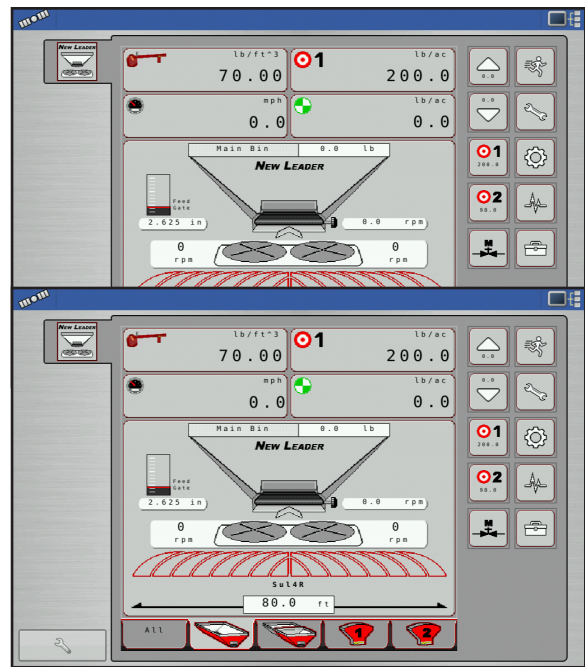 NEW LEADER
lb/ft^3
lb/ac
70.00
1
200.0
mph
lb/ac
0.0
0.0
Main Bin 0.0 lb
NEW LEADER
Feed
Gate
2.625 in
0.0 rpm
0
rpm
0
rpm
0.0
0.0
1
200.0
2
M
NEW LEADER
lb/ft^3
lb/ac
70.00
1
200.0
mph
lb/ac
0.0
0.0
Main Bin 0.0 lb
NEW LEADER
Feed
Gate
2.625 in
0.0 rpm
0
rpm
0
rpm
Sul4R
80.0 ft
All
1
2
0.0
0.0
1
200.0
2
M